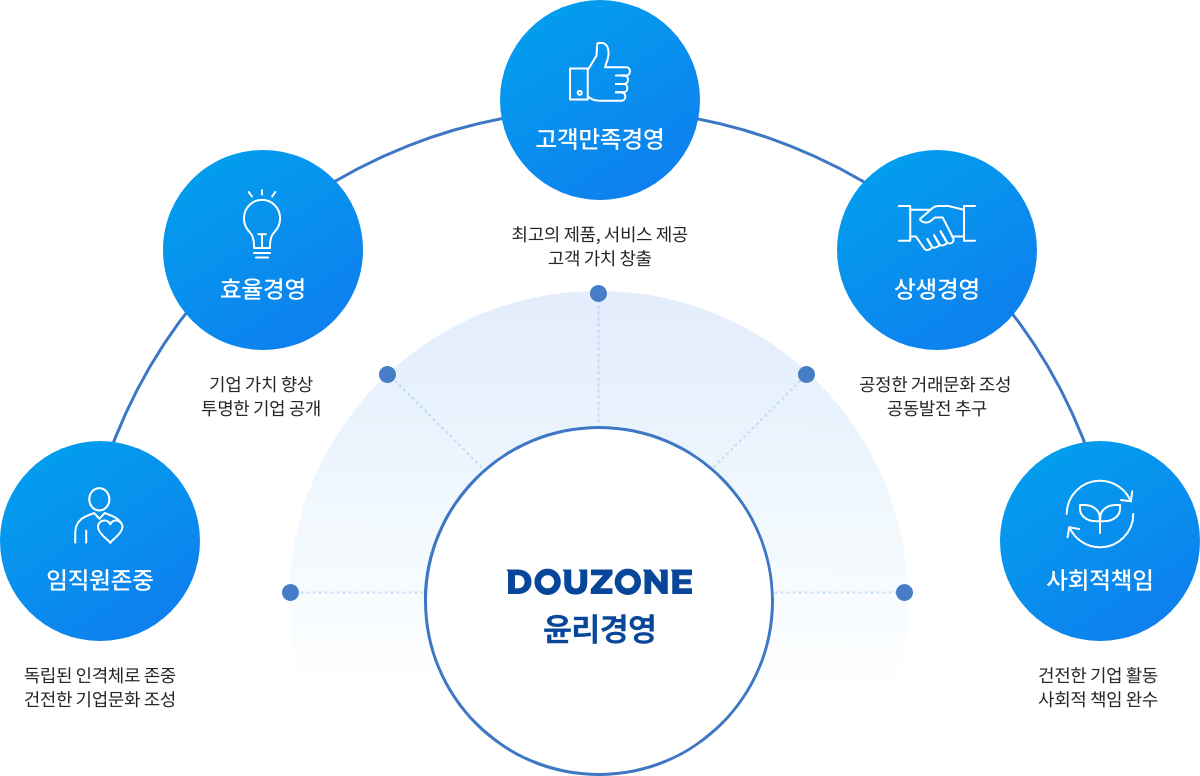 고객만족경영
최고의 제품, 서비스 제공
고객 가치 창출
효율경영
기업 가치 향상
투명한 기업 공개
상생경영
공정한 거래문화 조성
공동발전 추구
임직원존중
독립된 인격체로 존중
건전한 기업문화 조성
DOUZONE
윤리경영
사회적책임
건전한 기업 활동
사회적 책임 완수